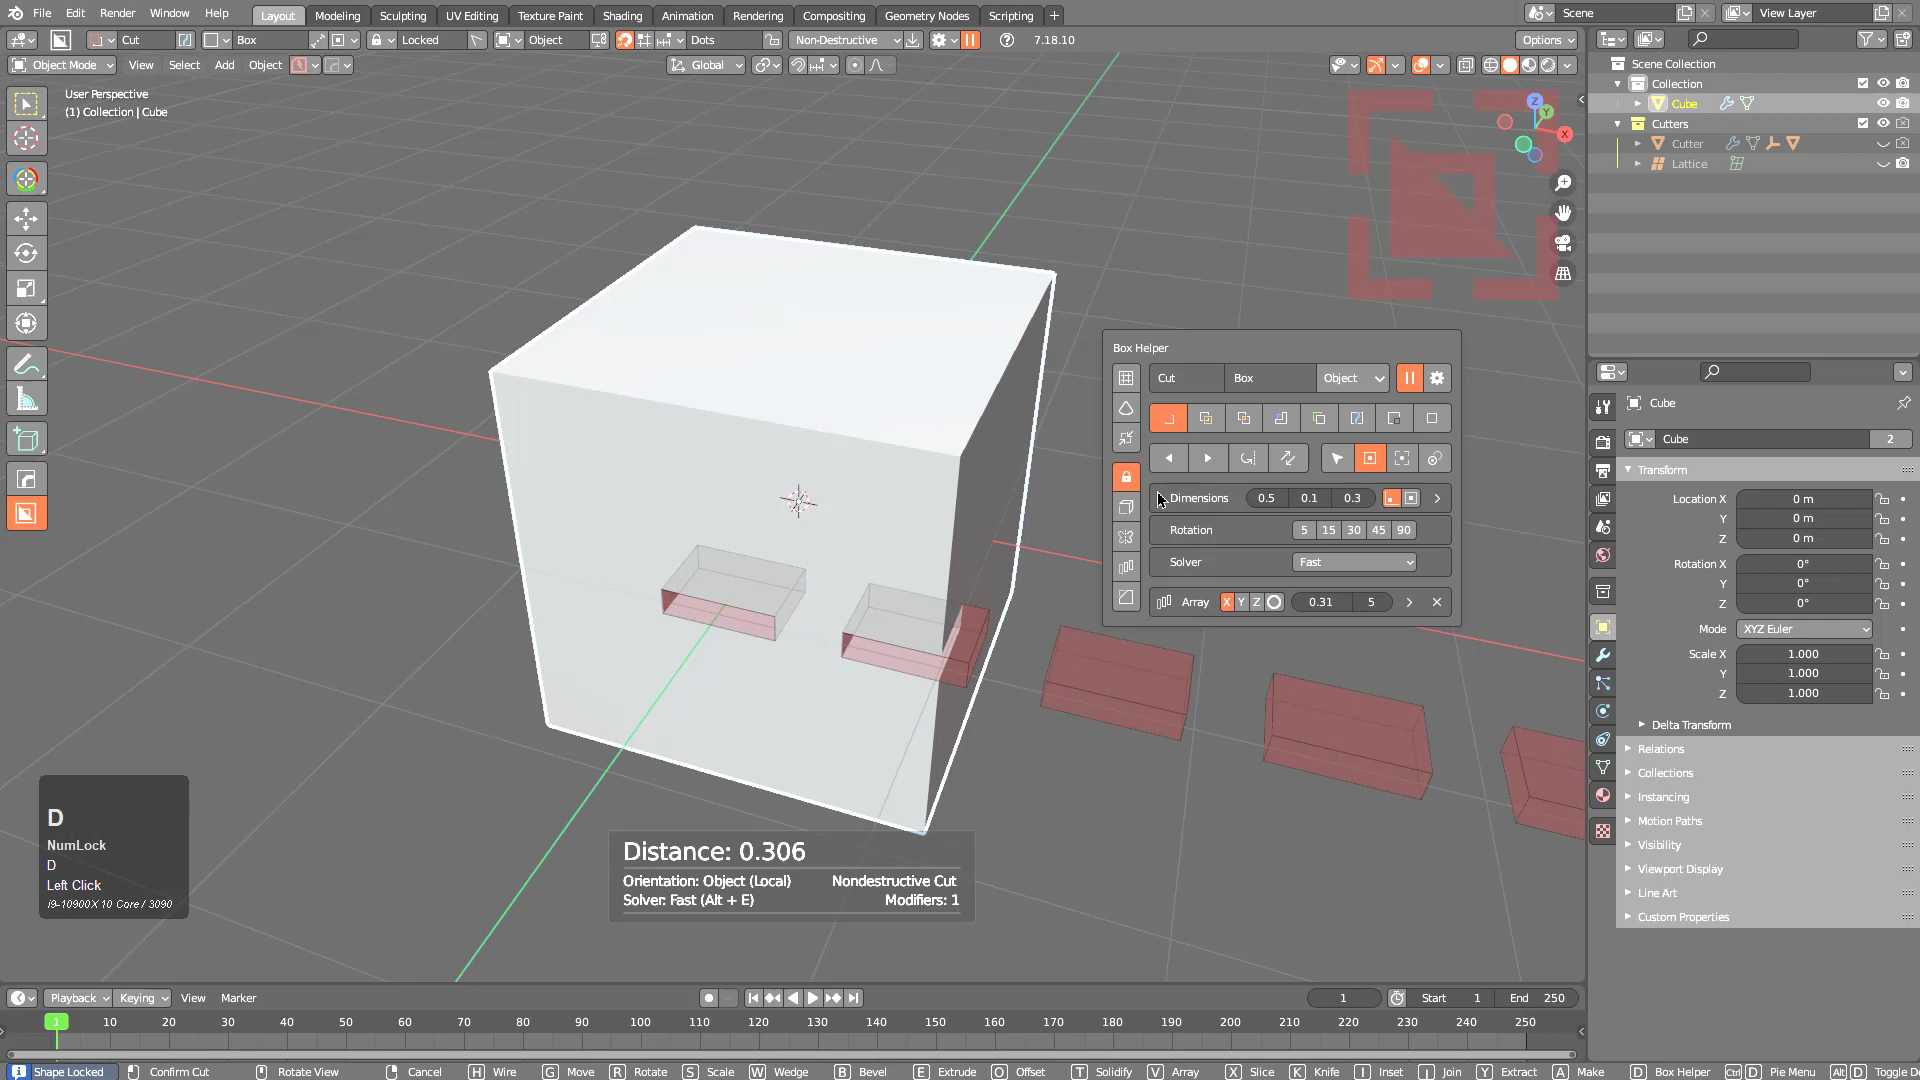 File Edit Render Window Help Layout Modeling Sculpting UV Editing Texture Paint Shading Animation Rendering Compositing Geometry Nodes Scripting + Scene View Layer
Cut Box Locked Object Dots Non-Destructive 7.18.10 Options
Object Mode View Select Add Object Global
User Perspective
(1) Collection | Cube
Scene Collection
Collection
Cube
Cutters
Cutter
Lattice
Z
Y
X
Box Helper
Cut Box Object
Dimensions 0.5 0.1 0.3
Rotation 5 15 30 45 90
Solver Fast
Array X Y Z 0.31 5
Cube
Cube 2
Transform
Location X 0 m
Y 0 m
Z 0 m
Rotation X 0°
Y 0°
Z 0°
Mode XYZ Euler
Scale X 1.000
Y 1.000
Z 1.000
Delta Transform
Relations
Collections
Instancing
Motion Paths
Visibility
Viewport Display
Line Art
Custom Properties
D
NumLock
D
Left Click
i9-10900X 10 Core / 3090
Distance: 0.306
Orientation: Object (Local) Nondestructive Cut
Solver: Fast (Alt + E) Modifiers: 1
Playback Keying View Marker 1 Start 1 End 250
1 10 20 30 40 50 60 70 80 90 100 110 120 130 140 150 160 170 180 190 200 210 220 230 240 250
Shape Locked Confirm Cut Rotate View Cancel H Wire G Move R Rotate S Scale W Wedge B Bevel E Extrude O Offset T Solidify V Array X Slice K Knife I Inset J Join Y Extract A Make D Box Helper Ctrl D Pie Menu Alt D Toggle Do